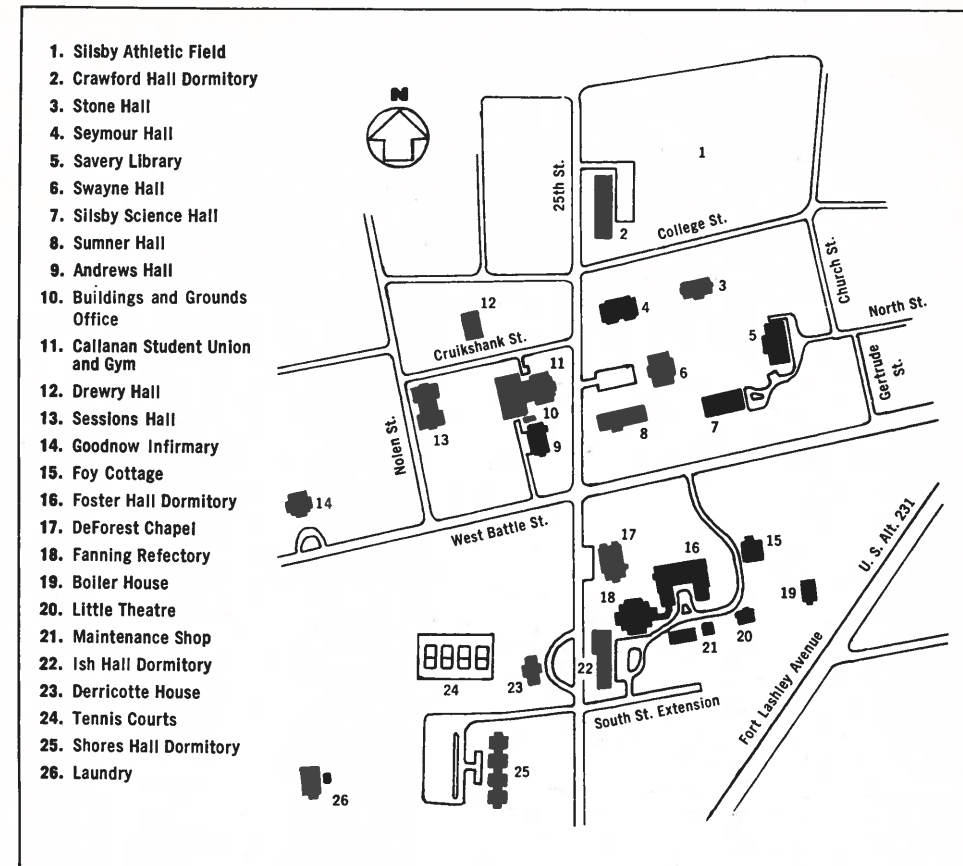 1. Silsby Athletic Field
2. Crawford Hall Dormitory
3. Stone Hall
4. Seymour Hall
5. Savery Library
6. Swayne Hall
7. Silsby Science Hall
8. Sumner Hall
9. Andrews Hall
10. Buildings and Grounds
Office
11. Callanan Student Union
and Gym
12. Drewry Hall
13. Sessions Hall
14. Goodnow Infirmary
15. Foy Cottage
16. Foster Hall Dormitory
17. DeForest Chapel
18. Fanning Refectory
19. Boiler House
20. Little Theatre
21. Maintenance Shop
22. Ish Hall Dormitory
23. Derricotte House
24. Tennis Courts
25. Shores Hall Dormitory
26. Laundry
N
25th St.
1
2
College St.
Church St.
3
4
North St.
12
5
Cruikshank St.
11
6
Gertrude
St.
10
13
9
8
7
Nolen St.
14
West Battle St.
17
16
15
U. S. Alt. 231
18
19
20
21
22
23
24
South St. Extension
Fort Lashley Avenue
25
26